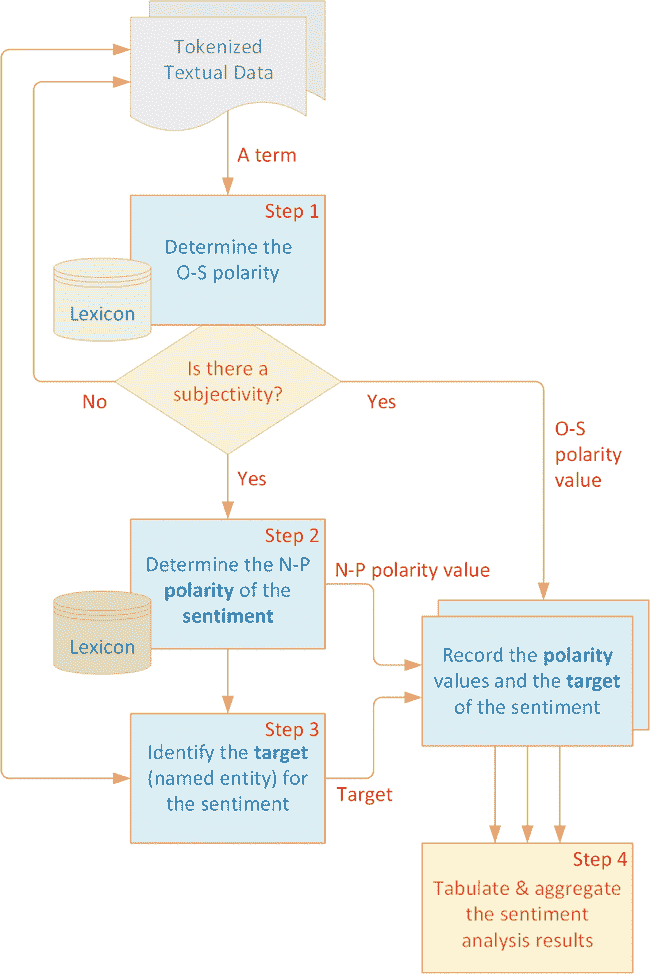 Tokenized
Textual Data
A term
Step 1
Determine the
O-S polarity
Lexicon
Is there a
subjectivity?
No
Yes
O-S
polarity
value
Yes
Step 2
Determine the N-P
polarity of the
sentiment
N-P polarity value
Lexicon
Record the polarity
values and the target
of the sentiment
Step 3
Identify the target
(named entity) for
the sentiment
Target
Step 4
Tabulate & aggregate
the sentiment
analysis results